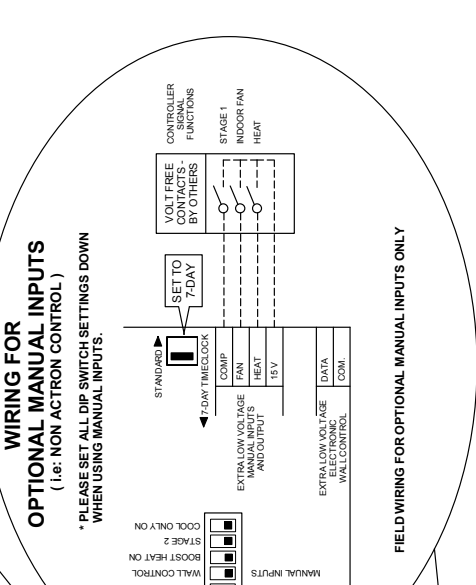 WIRING FOR
OPTIONAL MANUAL INPUTS
( i.e: NON ACTRON CONTROL )
* PLEASE SET ALL DIP SWITCH SETTINGS DOWN
WHEN USING MANUAL INPUTS.
CONTROLLER
SIGNAL
FUNCTIONS
STAGE 1
INDOOR FAN
HEAT
VOLT FREE
CONTACTS -
BY OTHERS
SET TO
7-DAY
STANDARD
7-DAY TIMECLOCK
COMP
FAN
HEAT
15 V
EXTRA LOW VOLTAGE
MANUAL INPUTS
AND OUTPUT
DATA
COM.
EXTRA LOW VOLTAGE
ELECTRONIC
WALL CONTROL
COOL ONLY ON
STAGE 2
BOOST HEAT ON
WALL CONTROL
MANUAL INPUTS
FIELD WIRING FOR OPTIONAL MANUAL INPUTS ONLY